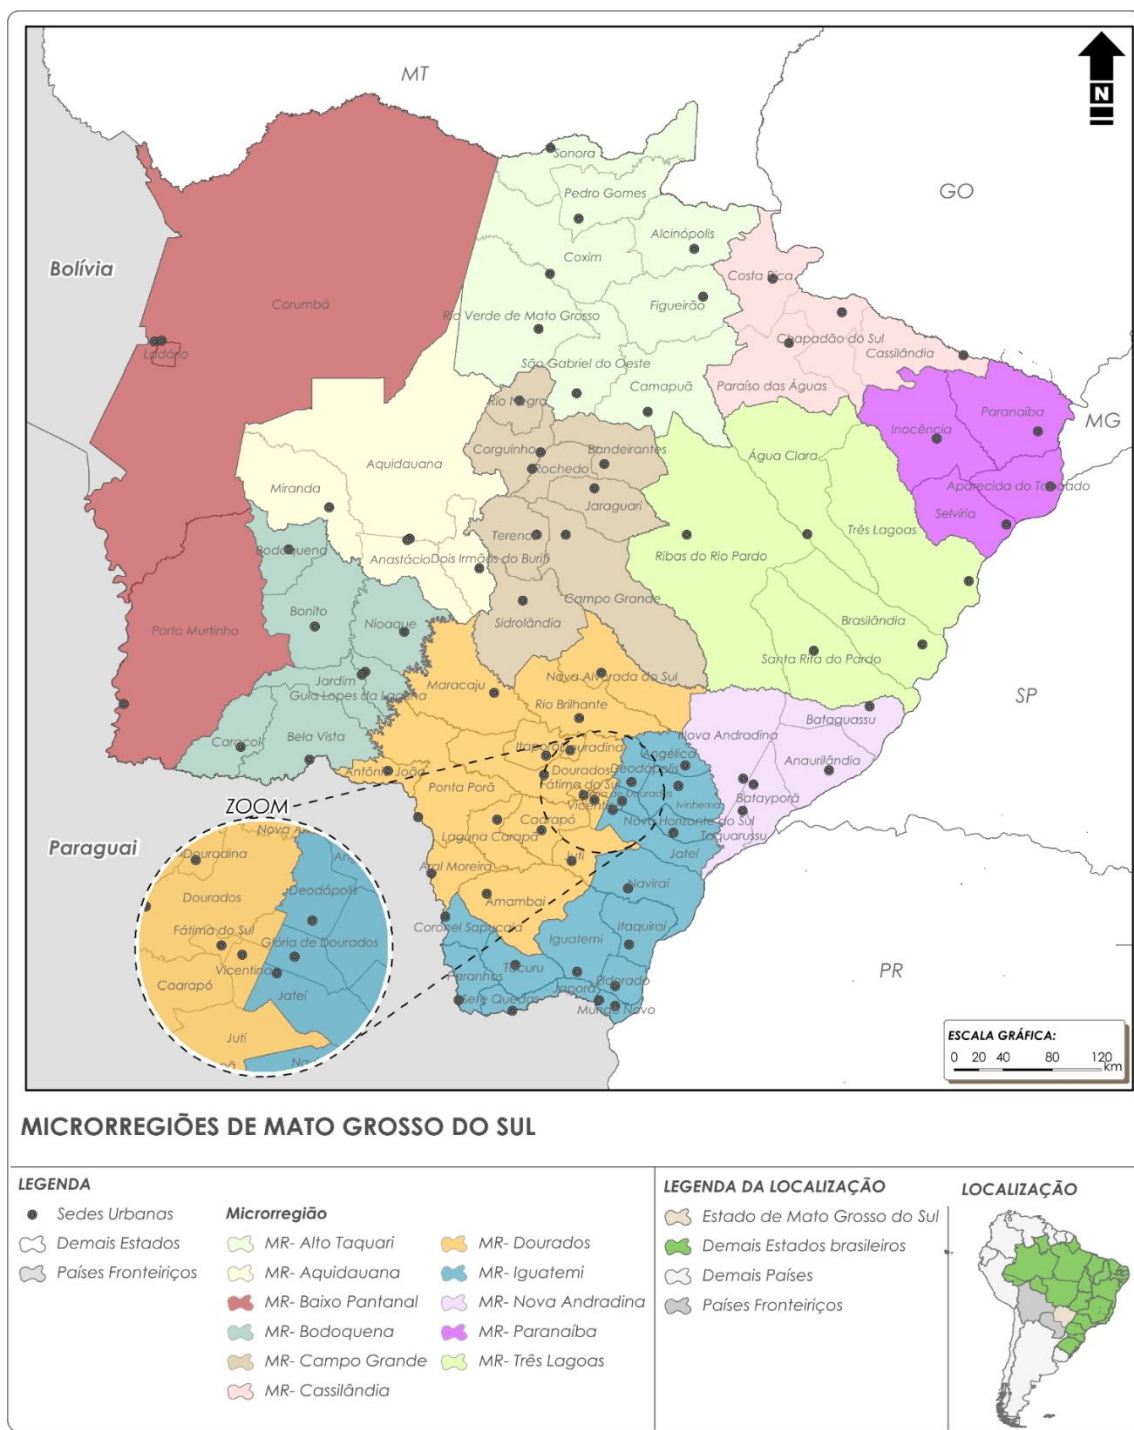 MT
N
GO
Sonora
Pedro Gomes
Alcinópolis
Coxim
Costa Rica
Bolívia
Figueirão
Corumbá
Rio Verde de Mato Grosso
Chapadão do Sul
Ladário
Cassilândia
São Gabriel do Oeste
Camapuã
Paraíso das Águas
Rio Negro
Paranaíba
MG
Inocência
Corguinho
Bandeirantes
Água Clara
Aquidauana
Rochedo
Aparecida do Taboado
Miranda
Jaraguari
Selvíria
Três Lagoas
Terenos
Bodoquena
Anastácio
Dois Irmãos do Buriti
Ribas do Rio Pardo
Campo Grande
Bonito
Nioaque
Sidrolândia
Brasilândia
Porto Murtinho
Santa Rita do Pardo
Jardim
Maracaju
Nova Alvorada do Sul
Guia Lopes da Laguna
SP
Rio Brilhante
Bataguassu
Caracol
Bela Vista
Nova Andradina
Itaporã
Douradina
Angélica
Anaurilândia
Antônio João
Dourados
Deodápolis
Ponta Porã
Fátima do Sul
Glória de Dourados
Batayporã
ZOOM
Vicentina
Ivinhema
Caarapó
Novo Horizonte do Sul
Taquarussu
Laguna Carapã
Paraguai
Jateí
Juti
Aral Moreira
Naviraí
Amambai
Coronel Sapucaia
Itaquiraí
Iguatemi
Tacuru
Paranhos
Eldorado
Japorã
Sete Quedas
Mundo Novo
PR
Nova Al
Douradina
Ang
Deodápolis
Dourados
Fátima do Sul
Glória de Dourados
Vicentina
Caarapó
Jateí
Juti
Navi
pã
ESCALA GRÁFICA:
0 20 40 80 120
km
MICRORREGIÕES DE MATO GROSSO DO SUL
LEGENDA
Sedes Urbanas
Demais Estados
Países Fronteiriços
Microrregião
MR- Alto Taquari
MR- Aquidauana
MR- Baixo Pantanal
MR- Bodoquena
MR- Campo Grande
MR- Cassilândia
MR- Dourados
MR- Iguatemi
MR- Nova Andradina
MR- Paranaíba
MR- Três Lagoas
LEGENDA DA LOCALIZAÇÃO
Estado de Mato Grosso do Sul
Demais Estados brasileiros
Demais Países
Países Fronteiriços
LOCALIZAÇÃO